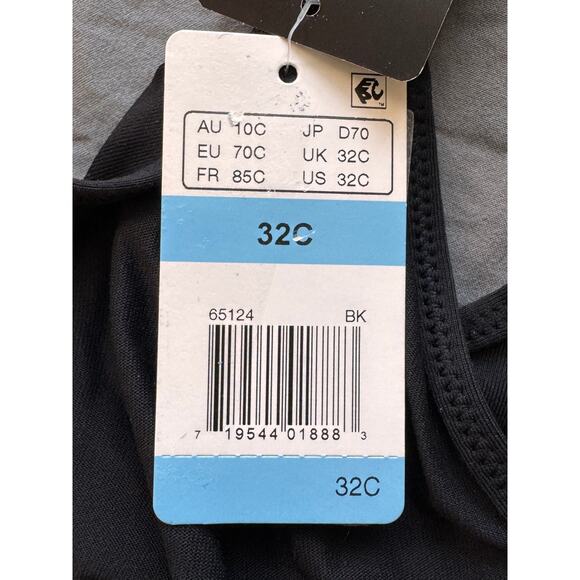 AU 10C JP D70
EU 70C UK 32C
FR 85C US 32C
32C
65124 BK
7 19544 01888 3
32C